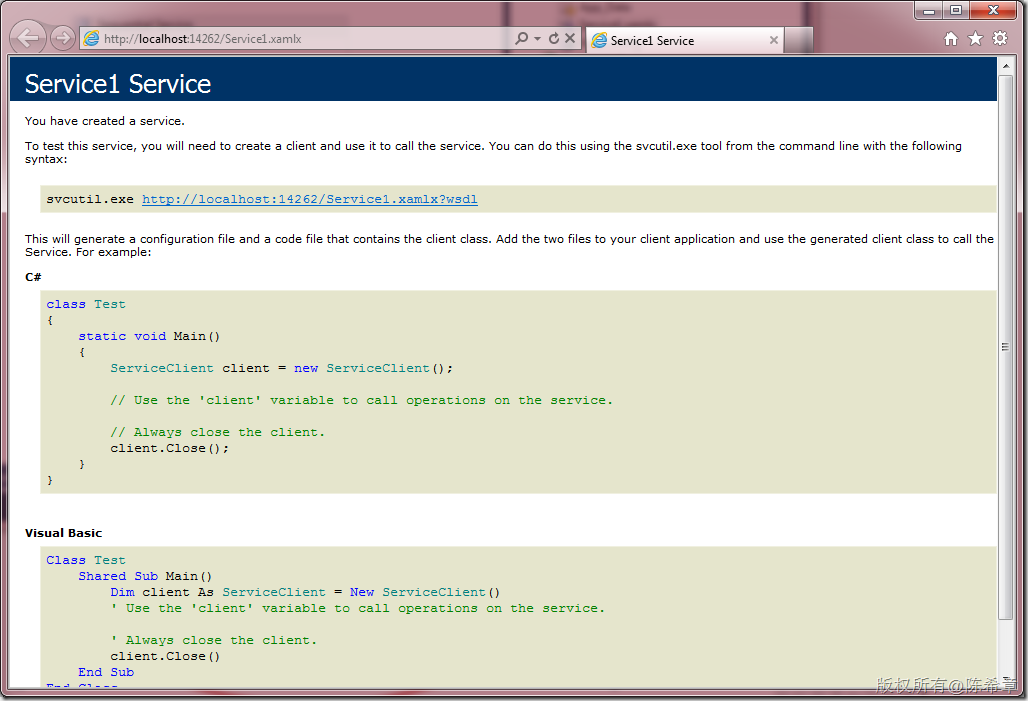 http://localhost:14262/Service1.xamlx
Service1 Service
Service1 Service
You have created a service.
To test this service, you will need to create a client and use it to call the service. You can do this using the svcutil.exe tool from the command line with the following
syntax:
svcutil.exe http://localhost:14262/Service1.xamlx?wsdl
This will generate a configuration file and a code file that contains the client class. Add the two files to your client application and use the generated client class to call the
Service. For example:
C#
class Test
{
static void Main()
{
ServiceClient client = new ServiceClient();
// Use the 'client' variable to call operations on the service.
// Always close the client.
client.Close();
}
}
Visual Basic
Class Test
Shared Sub Main()
Dim client As ServiceClient = New ServiceClient()
' Use the 'client' variable to call operations on the service.
' Always close the client.
client.Close()
End Sub
End Class
版权所有@陈希章